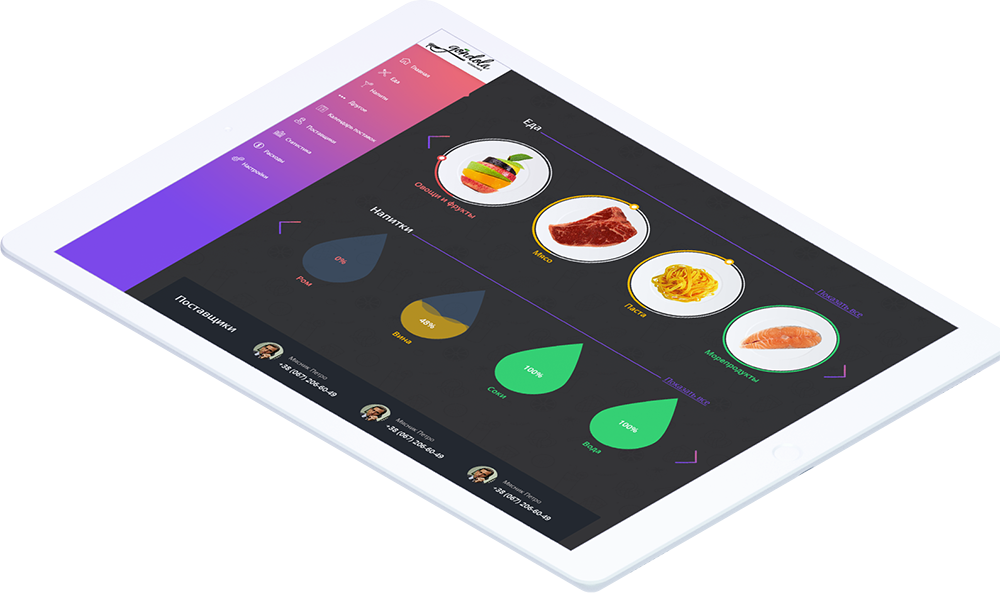 göndola
Главная
Еда
Напитки
Другое
Календарь поставок
Поставщики
Статистика
Расходы
Настройки
Еда
Овощи и фрукты
Мясо
Паста
Морепродукты
Показать все
Напитки
0%
Ром
48%
Вина
100%
Соки
100%
Вода
Показать все
Поставщики
Мясник Петро
+38 (067) 206-60-49
Мясник Петро
+38 (067) 206-60-49
Мясник Петро
+38 (067) 206-60-49